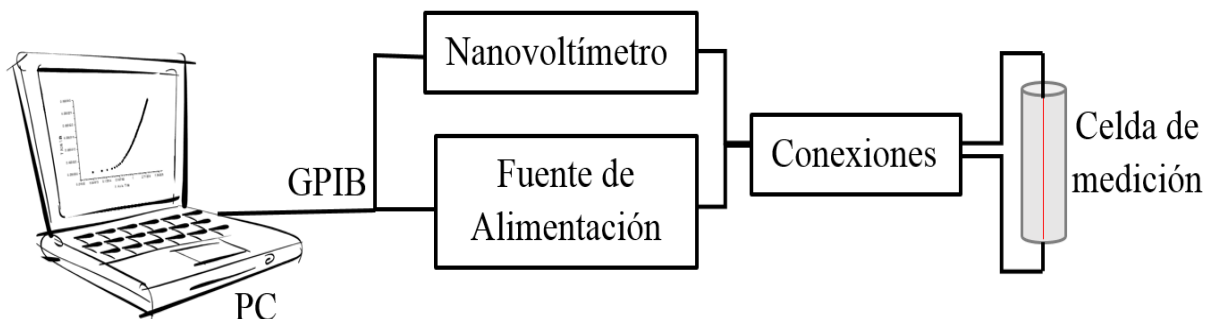 Nanovoltímetro
GPIB
Fuente de
Alimentación
Conexiones
Celda de
medición
PC